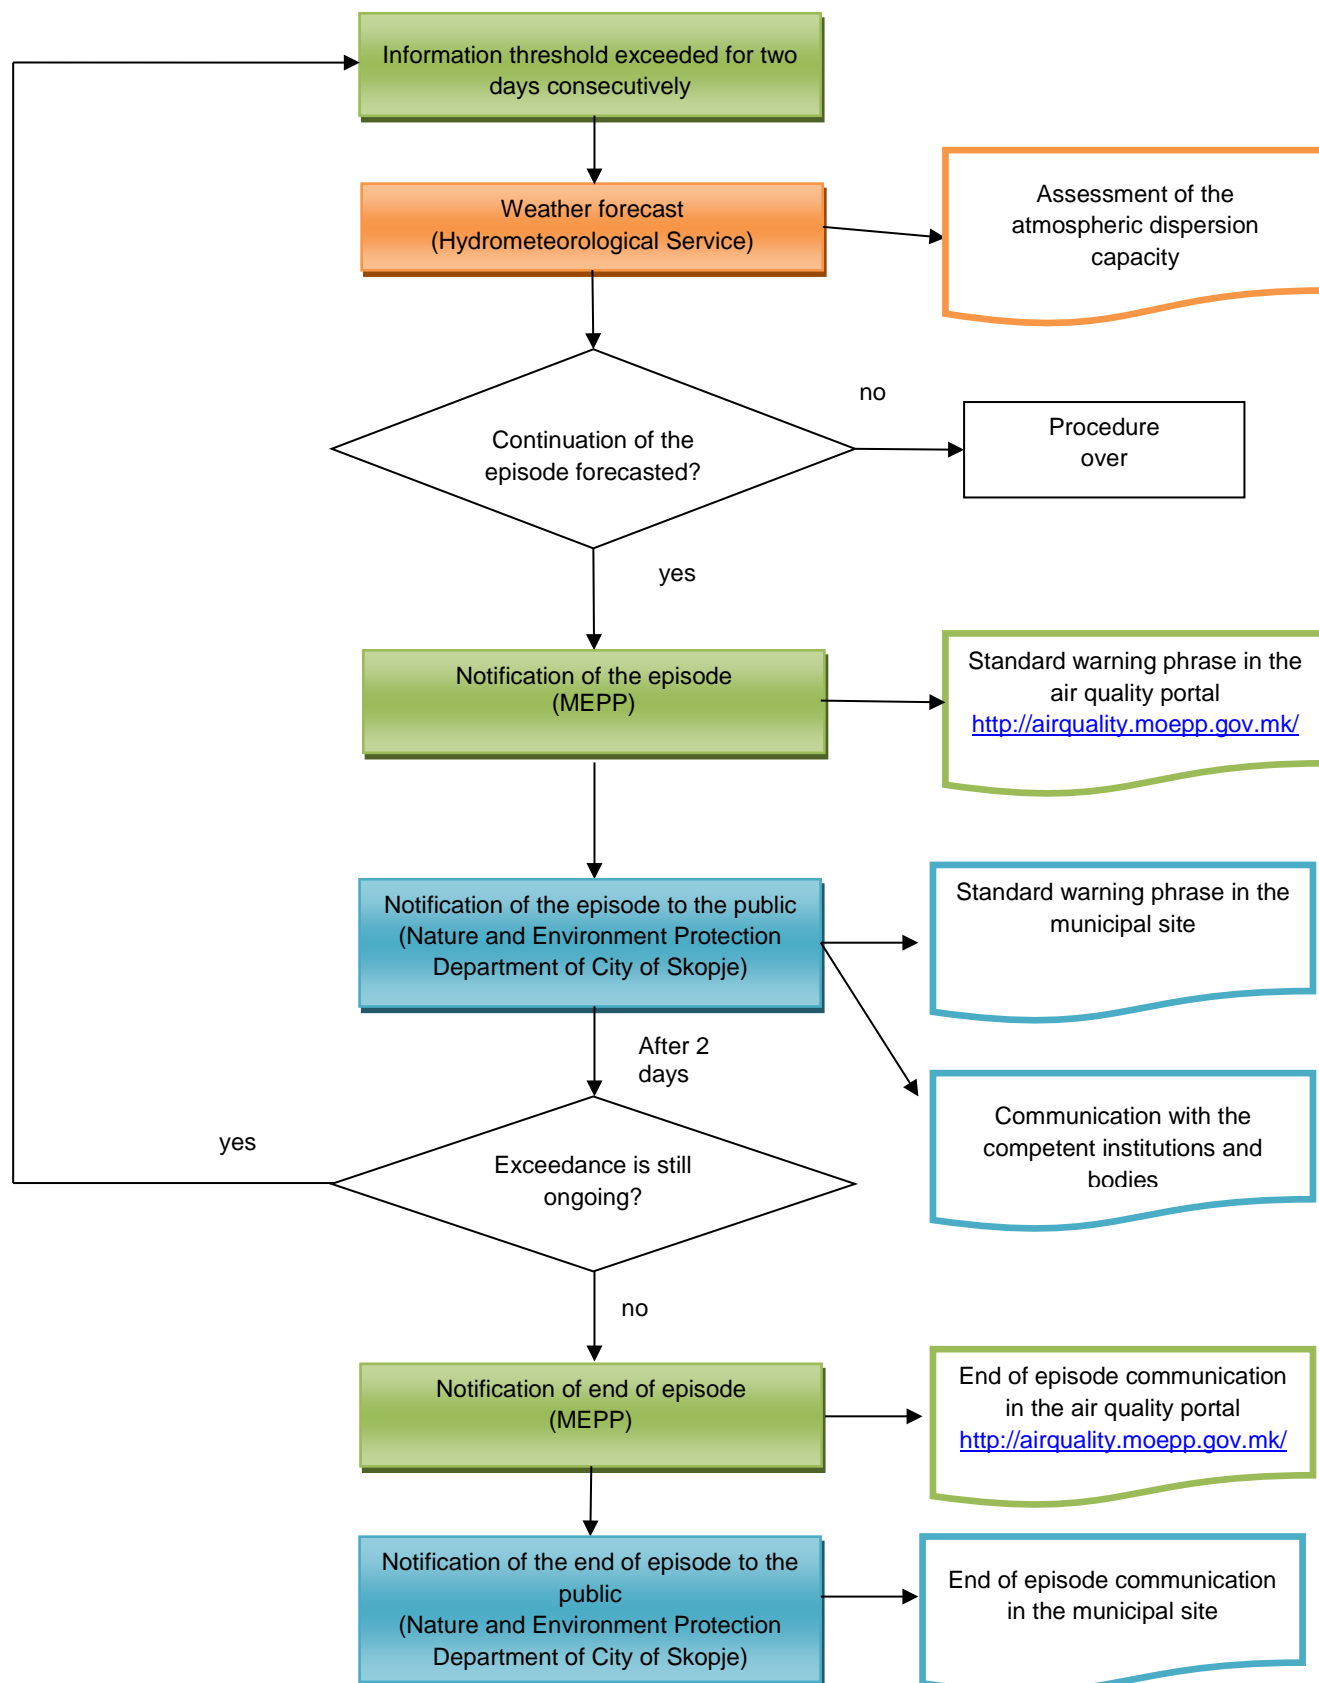 Information threshold exceeded for two
days consecutively
Weather forecast
(Hydrometeorological Service)
Assessment of the
atmospheric dispersion
capacity
Continuation of the
episode forecasted?
no
Procedure
over
yes
Notification of the episode
(MEPP)
Standard warning phrase in the
air quality portal
http://airquality.moepp.gov.mk/
Notification of the episode to the public
(Nature and Environment Protection
Department of City of Skopje)
Standard warning phrase in the
municipal site
After 2
days
Communication with the
competent institutions and
bodies
yes
Exceedance is still
ongoing?
no
Notification of end of episode
(MEPP)
End of episode communication
in the air quality portal
http://airquality.moepp.gov.mk/
Notification of the end of episode to the
public
(Nature and Environment Protection
Department of City of Skopje)
End of episode communication
in the municipal site